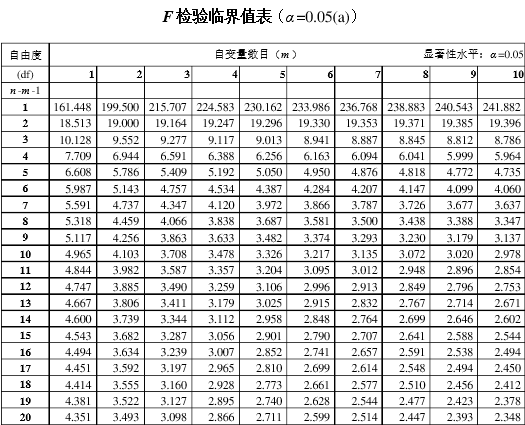 F 检验临界值表（α=0.05(a)）
自由度 自变量数目（m） 显著性水平：α=0.05
(df) 1 2 3 4 5 6 7 8 9 10
n-m-1
1 161.448 199.500 215.707 224.583 230.162 233.986 236.768 238.883 240.543 241.882
2 18.513 19.000 19.164 19.247 19.296 19.330 19.353 19.371 19.385 19.396
3 10.128 9.552 9.277 9.117 9.013 8.941 8.887 8.845 8.812 8.786
4 7.709 6.944 6.591 6.388 6.256 6.163 6.094 6.041 5.999 5.964
5 6.608 5.786 5.409 5.192 5.050 4.950 4.876 4.818 4.772 4.735
6 5.987 5.143 4.757 4.534 4.387 4.284 4.207 4.147 4.099 4.060
7 5.591 4.737 4.347 4.120 3.972 3.866 3.787 3.726 3.677 3.637
8 5.318 4.459 4.066 3.838 3.687 3.581 3.500 3.438 3.388 3.347
9 5.117 4.256 3.863 3.633 3.482 3.374 3.293 3.230 3.179 3.137
10 4.965 4.103 3.708 3.478 3.326 3.217 3.135 3.072 3.020 2.978
11 4.844 3.982 3.587 3.357 3.204 3.095 3.012 2.948 2.896 2.854
12 4.747 3.885 3.490 3.259 3.106 2.996 2.913 2.849 2.796 2.753
13 4.667 3.806 3.411 3.179 3.025 2.915 2.832 2.767 2.714 2.671
14 4.600 3.739 3.344 3.112 2.958 2.848 2.764 2.699 2.646 2.602
15 4.543 3.682 3.287 3.056 2.901 2.790 2.707 2.641 2.588 2.544
16 4.494 3.634 3.239 3.007 2.852 2.741 2.657 2.591 2.538 2.494
17 4.451 3.592 3.197 2.965 2.810 2.699 2.614 2.548 2.494 2.450
18 4.414 3.555 3.160 2.928 2.773 2.661 2.577 2.510 2.456 2.412
19 4.381 3.522 3.127 2.895 2.740 2.628 2.544 2.477 2.423 2.378
20 4.351 3.493 3.098 2.866 2.711 2.599 2.514 2.447 2.393 2.348